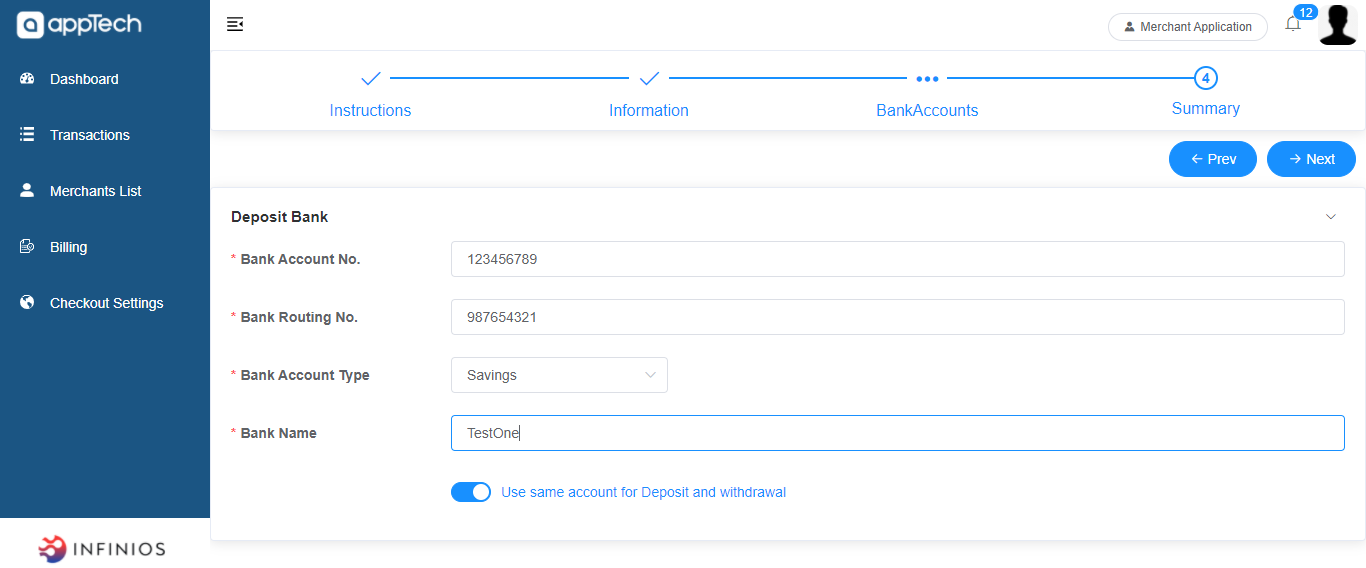 appTech
Merchant Application
12
Dashboard
Transactions
Merchants List
Billing
Checkout Settings
INFINIOS
4
Instructions
Information
BankAccounts
Summary
Prev
Next
Deposit Bank
* Bank Account No.
123456789
* Bank Routing No.
987654321
* Bank Account Type
Savings
* Bank Name
TestOne
Use same account for Deposit and withdrawal